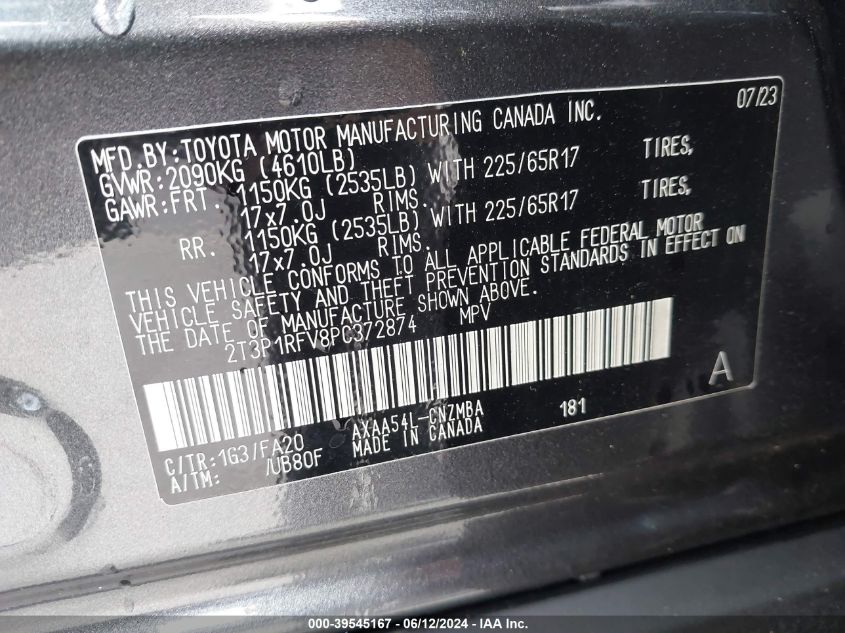 07/23
MFD.BY:TOYOTA MOTOR MANUFACTURING CANADA INC.
GVWR:2090KG (4610LB)
GAWR:FRT. 1150KG (2535LB) WITH 225/65R17 TIRES,
17x7.0J RIMS.
RR. 1150KG (2535LB) WITH 225/65R17 TIRES,
17x7.0J RIMS.
THIS VEHICLE CONFORMS TO ALL APPLICABLE FEDERAL MOTOR
VEHICLE SAFETY AND THEFT PREVENTION STANDARDS IN EFFECT ON
THE DATE OF MANUFACTURE SHOWN ABOVE.
2T3P1RFV8PC372874 MPV
A
C/TR:1G3/FA20 AXAA54L-CNZMBA 181
A/TM: /UB80F MADE IN CANADA
000-39545167 - 06/12/2024 - IAA, Inc.